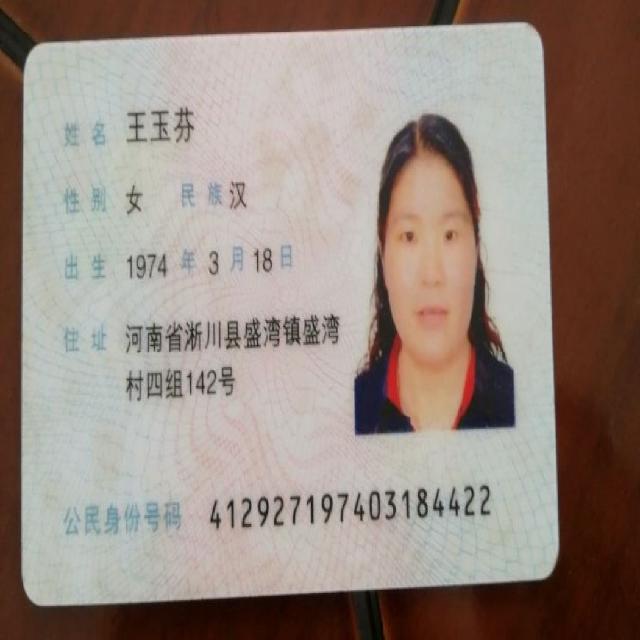 姓名 王玉芬
性别 女 民族 汉
出生 1974 年 3 月 18 日
住址 河南省淅川县盛湾镇盛湾
村四组142号
公民身份号码 412927197403184422